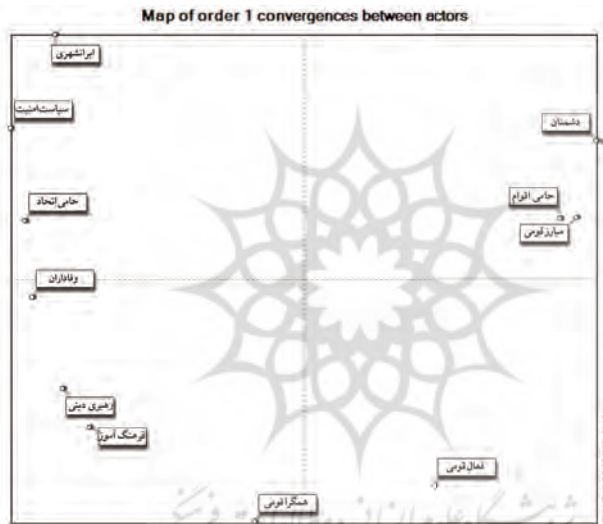 Map of order 1 convergences between actors
ایرانشهری
سیاست‌امنیت
دشمنان
حامی اتحاد
حامی اقوام
مبارز قومی
وفاداران
رهبری دینی
فرهنگ آموز
فعال قومی
همگرا قومی